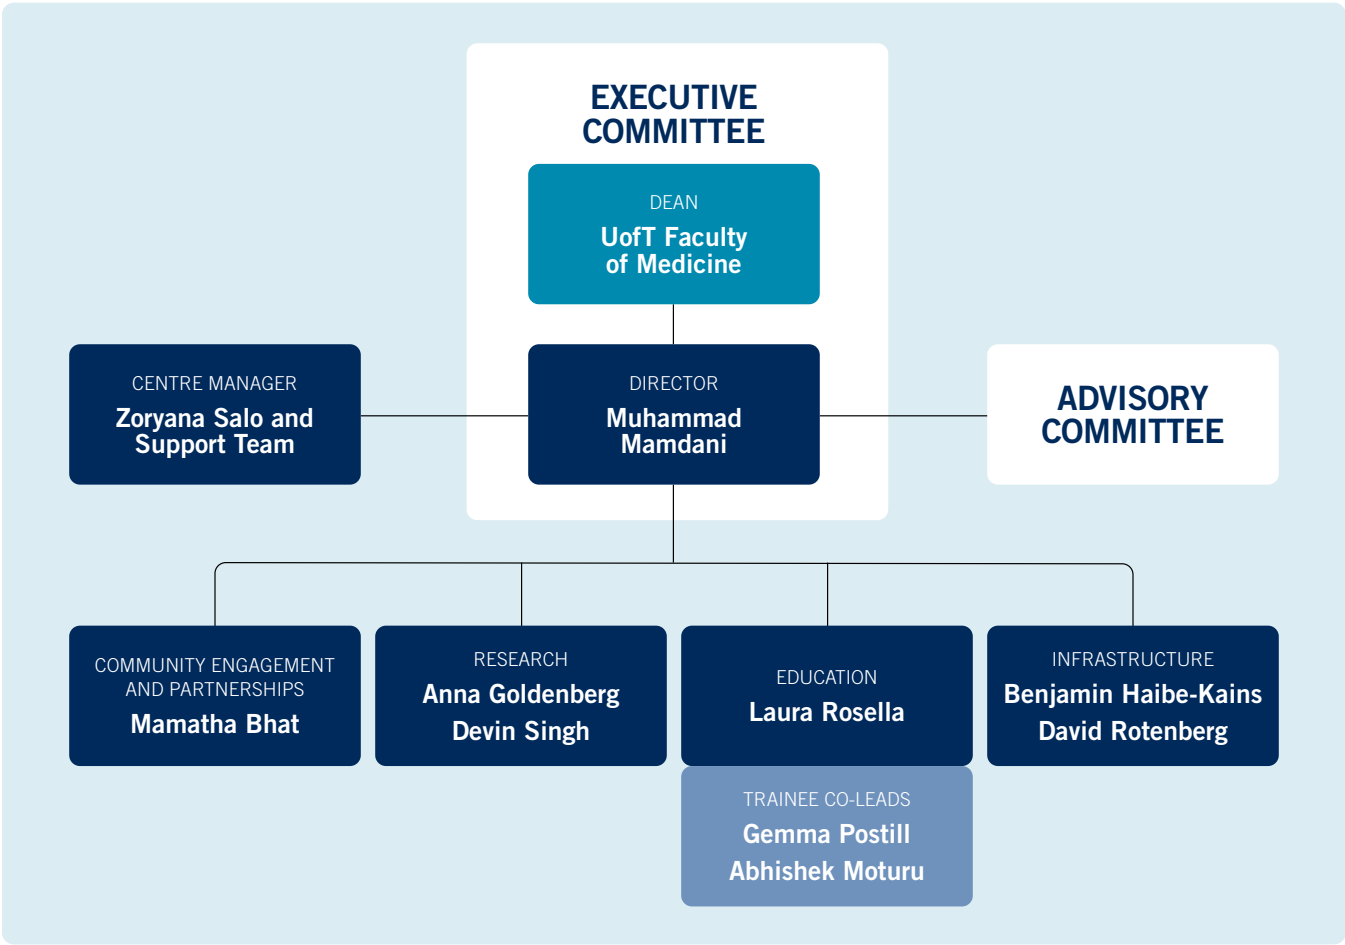 EXECUTIVE
COMMITTEE
DEAN
UofT Faculty
of Medicine
CENTRE MANAGER
Zoryana Salo and
Support Team
DIRECTOR
Muhammad
Mamdani
ADVISORY
COMMITTEE
COMMUNITY ENGAGEMENT
AND PARTNERSHIPS
Mamatha Bhat
RESEARCH
Anna Goldenberg
Devin Singh
EDUCATION
Laura Rosella
INFRASTRUCTURE
Benjamin Haibe-Kains
David Rotenberg
TRAINEE CO-LEADS
Gemma Postill
Abhishek Moturu